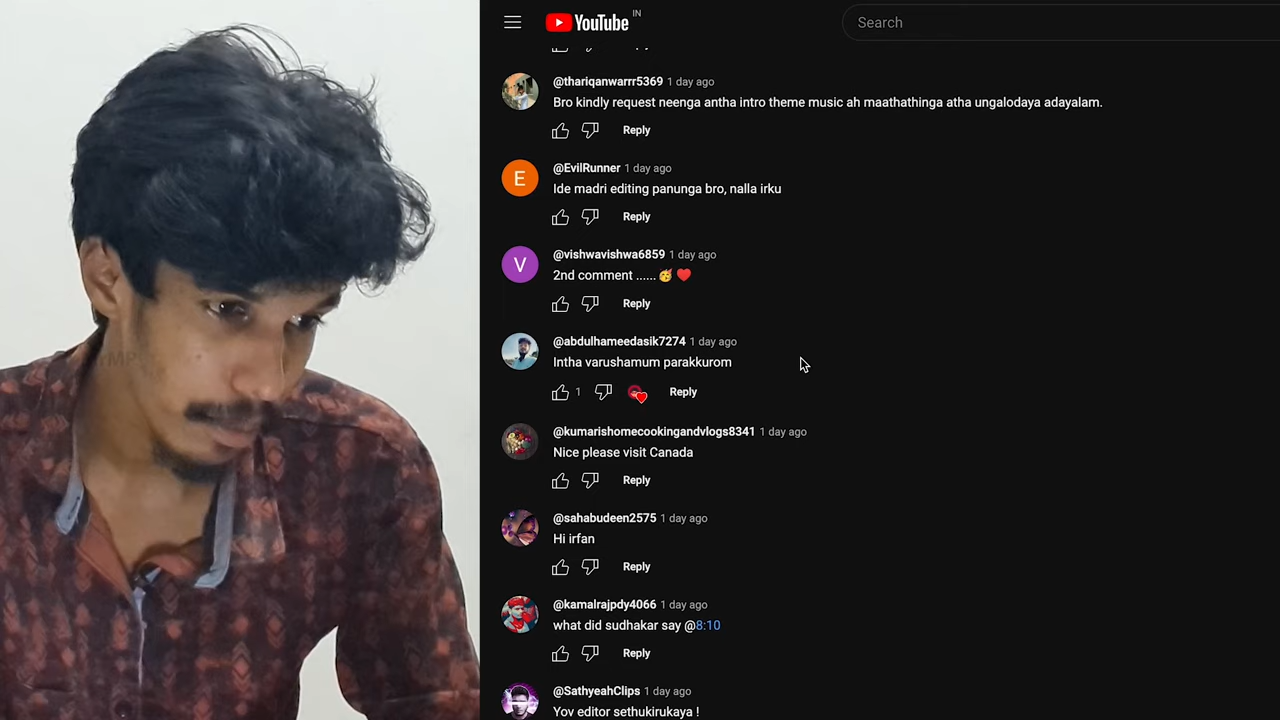 YouTube IN
Search
@thariqanwarrr5369 1 day ago
Bro kindly request neenga antha intro theme music ah maathathinga atha ungalodaya adayalam.
Reply
@EvilRunner 1 day ago
E
Ide madri editing panunga bro, nalla irku
Reply
@vishwavishwa6859 1 day ago
V
2nd comment ...... 🥳 ♥️
Reply
@abdulhameedasik7274 1 day ago
Intha varushamum parakkurom
1 Reply
@kumarishomecookingandvlogs8341 1 day ago
Nice please visit Canada
Reply
@sahabudeen2575 1 day ago
Hi irfan
Reply
@kamalrajpdy4066 1 day ago
what did sudhakar say @8:10
Reply
@SathyeahClips 1 day ago
Yov editor sethukirukaya !